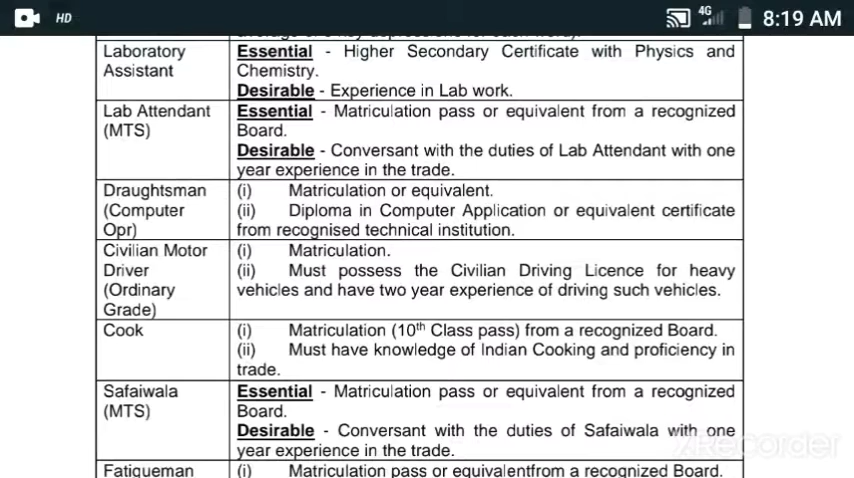 HD
4G
8:19 AM
Laboratory
Assistant
Essential - Higher Secondary Certificate with Physics and
Chemistry.
Desirable - Experience in Lab work.
Lab Attendant
(MTS)
Essential - Matriculation pass or equivalent from a recognized
Board.
Desirable - Conversant with the duties of Lab Attendant with one
year experience in the trade.
Draughtsman
(Computer
Opr)
(i) Matriculation or equivalent.
(ii) Diploma in Computer Application or equivalent certificate
from recognised technical institution.
Civilian Motor
Driver
(Ordinary
Grade)
(i) Matriculation.
(ii) Must possess the Civilian Driving Licence for heavy
vehicles and have two year experience of driving such vehicles.
Cook
(i) Matriculation (10th Class pass) from a recognized Board.
(ii) Must have knowledge of Indian Cooking and proficiency in
trade.
Safaiwala
(MTS)
Essential - Matriculation pass or equivalent from a recognized
Board.
Desirable - Conversant with the duties of Safaiwala with one
year experience in the trade.
XRecorder
Fatigueman
(i) Matriculation pass or equivalentfrom a recognized Board.